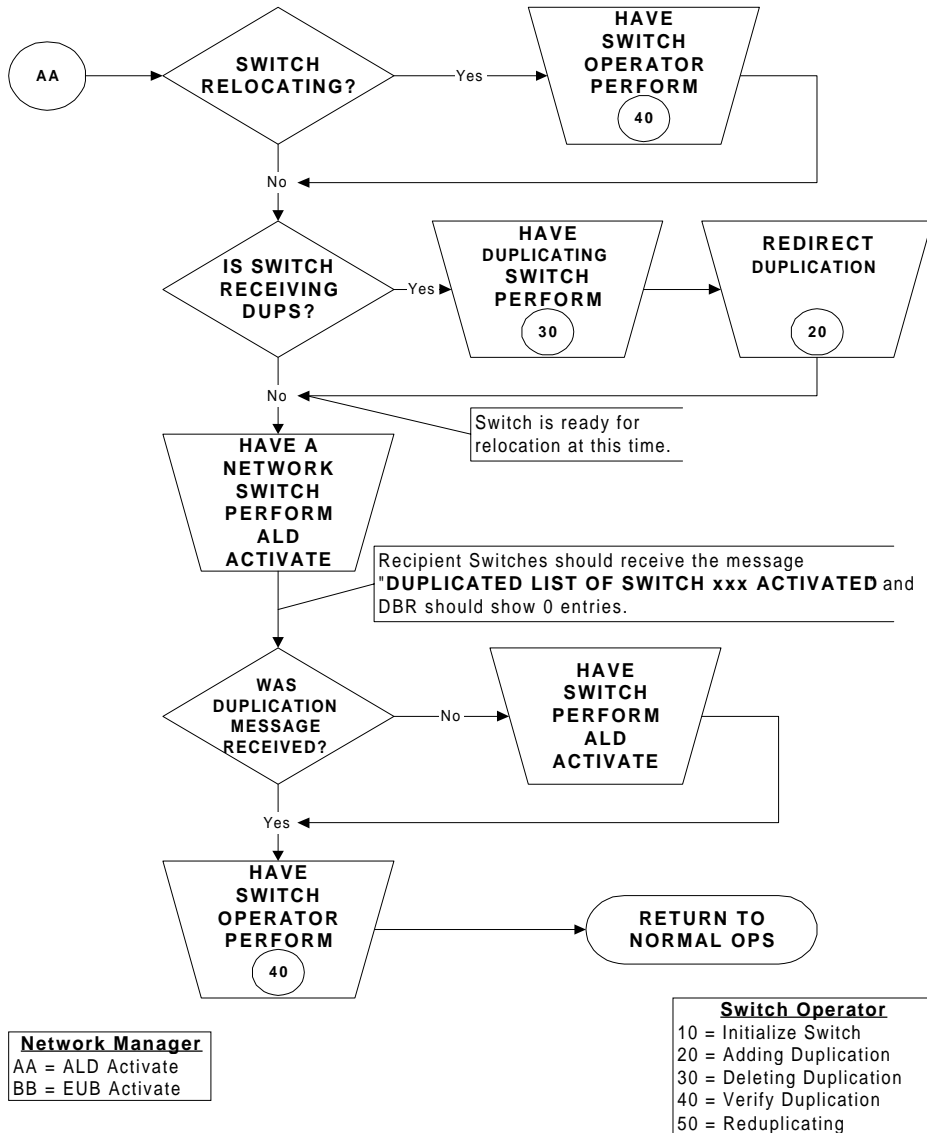 AA
SWITCH
RELOCATING?
Yes
HAVE
SWITCH
OPERATOR
PERFORM
40
No
IS SWITCH
RECEIVING
DUPS?
Yes
HAVE
DUPLICATING
SWITCH
PERFORM
30
REDIRECT
DUPLICATION
20
No
Switch is ready for
relocation at this time.
HAVE A
NETWORK
SWITCH
PERFORM
ALD
ACTIVATE
Recipient Switches should receive the message
"DUPLICATED LIST OF SWITCH xxx ACTIVATED and
DBR should show 0 entries.
WAS
DUPLICATION
MESSAGE
RECEIVED?
No
HAVE
SWITCH
PERFORM
ALD
ACTIVATE
Yes
HAVE
SWITCH
OPERATOR
PERFORM
40
RETURN TO
NORMAL OPS
Network Manager
AA = ALD Activate
BB = EUB Activate
Switch Operator
10 = Initialize Switch
20 = Adding Duplication
30 = Deleting Duplication
40 = Verify Duplication
50 = Reduplicating